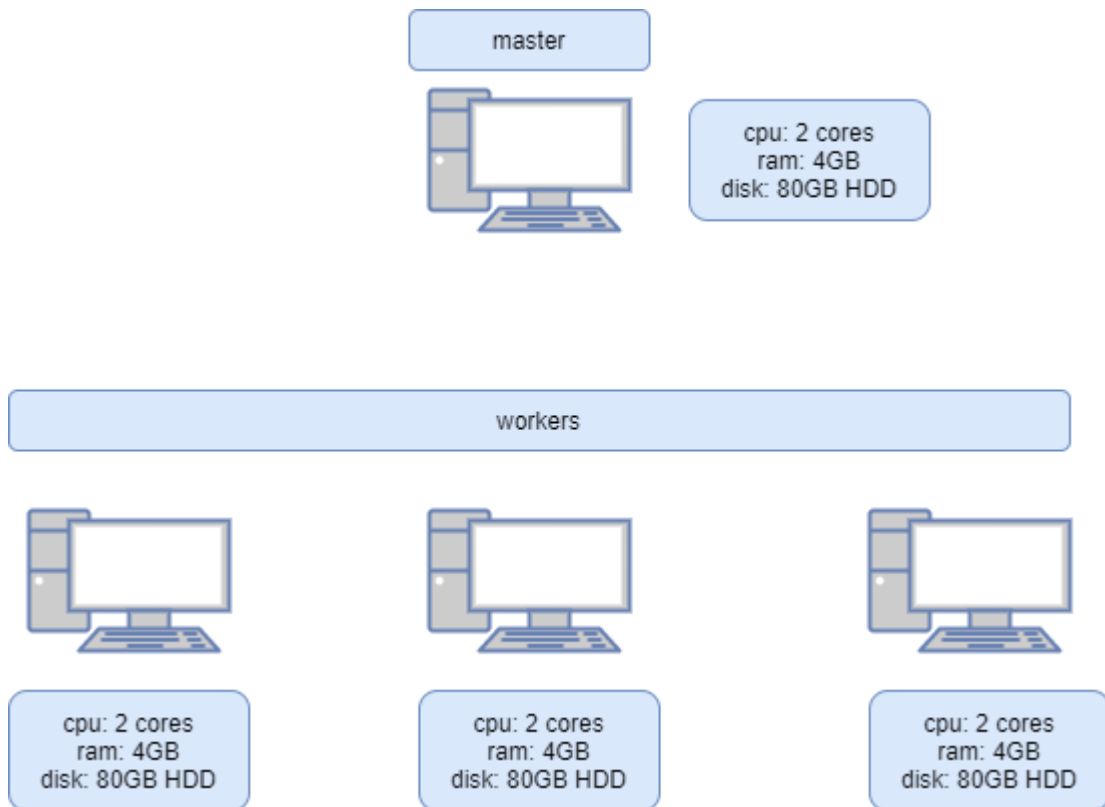 master
cpu: 2 cores
ram: 4GB
disk: 80GB HDD
workers
cpu: 2 cores
ram: 4GB
disk: 80GB HDD
cpu: 2 cores
ram: 4GB
disk: 80GB HDD
cpu: 2 cores
ram: 4GB
disk: 80GB HDD